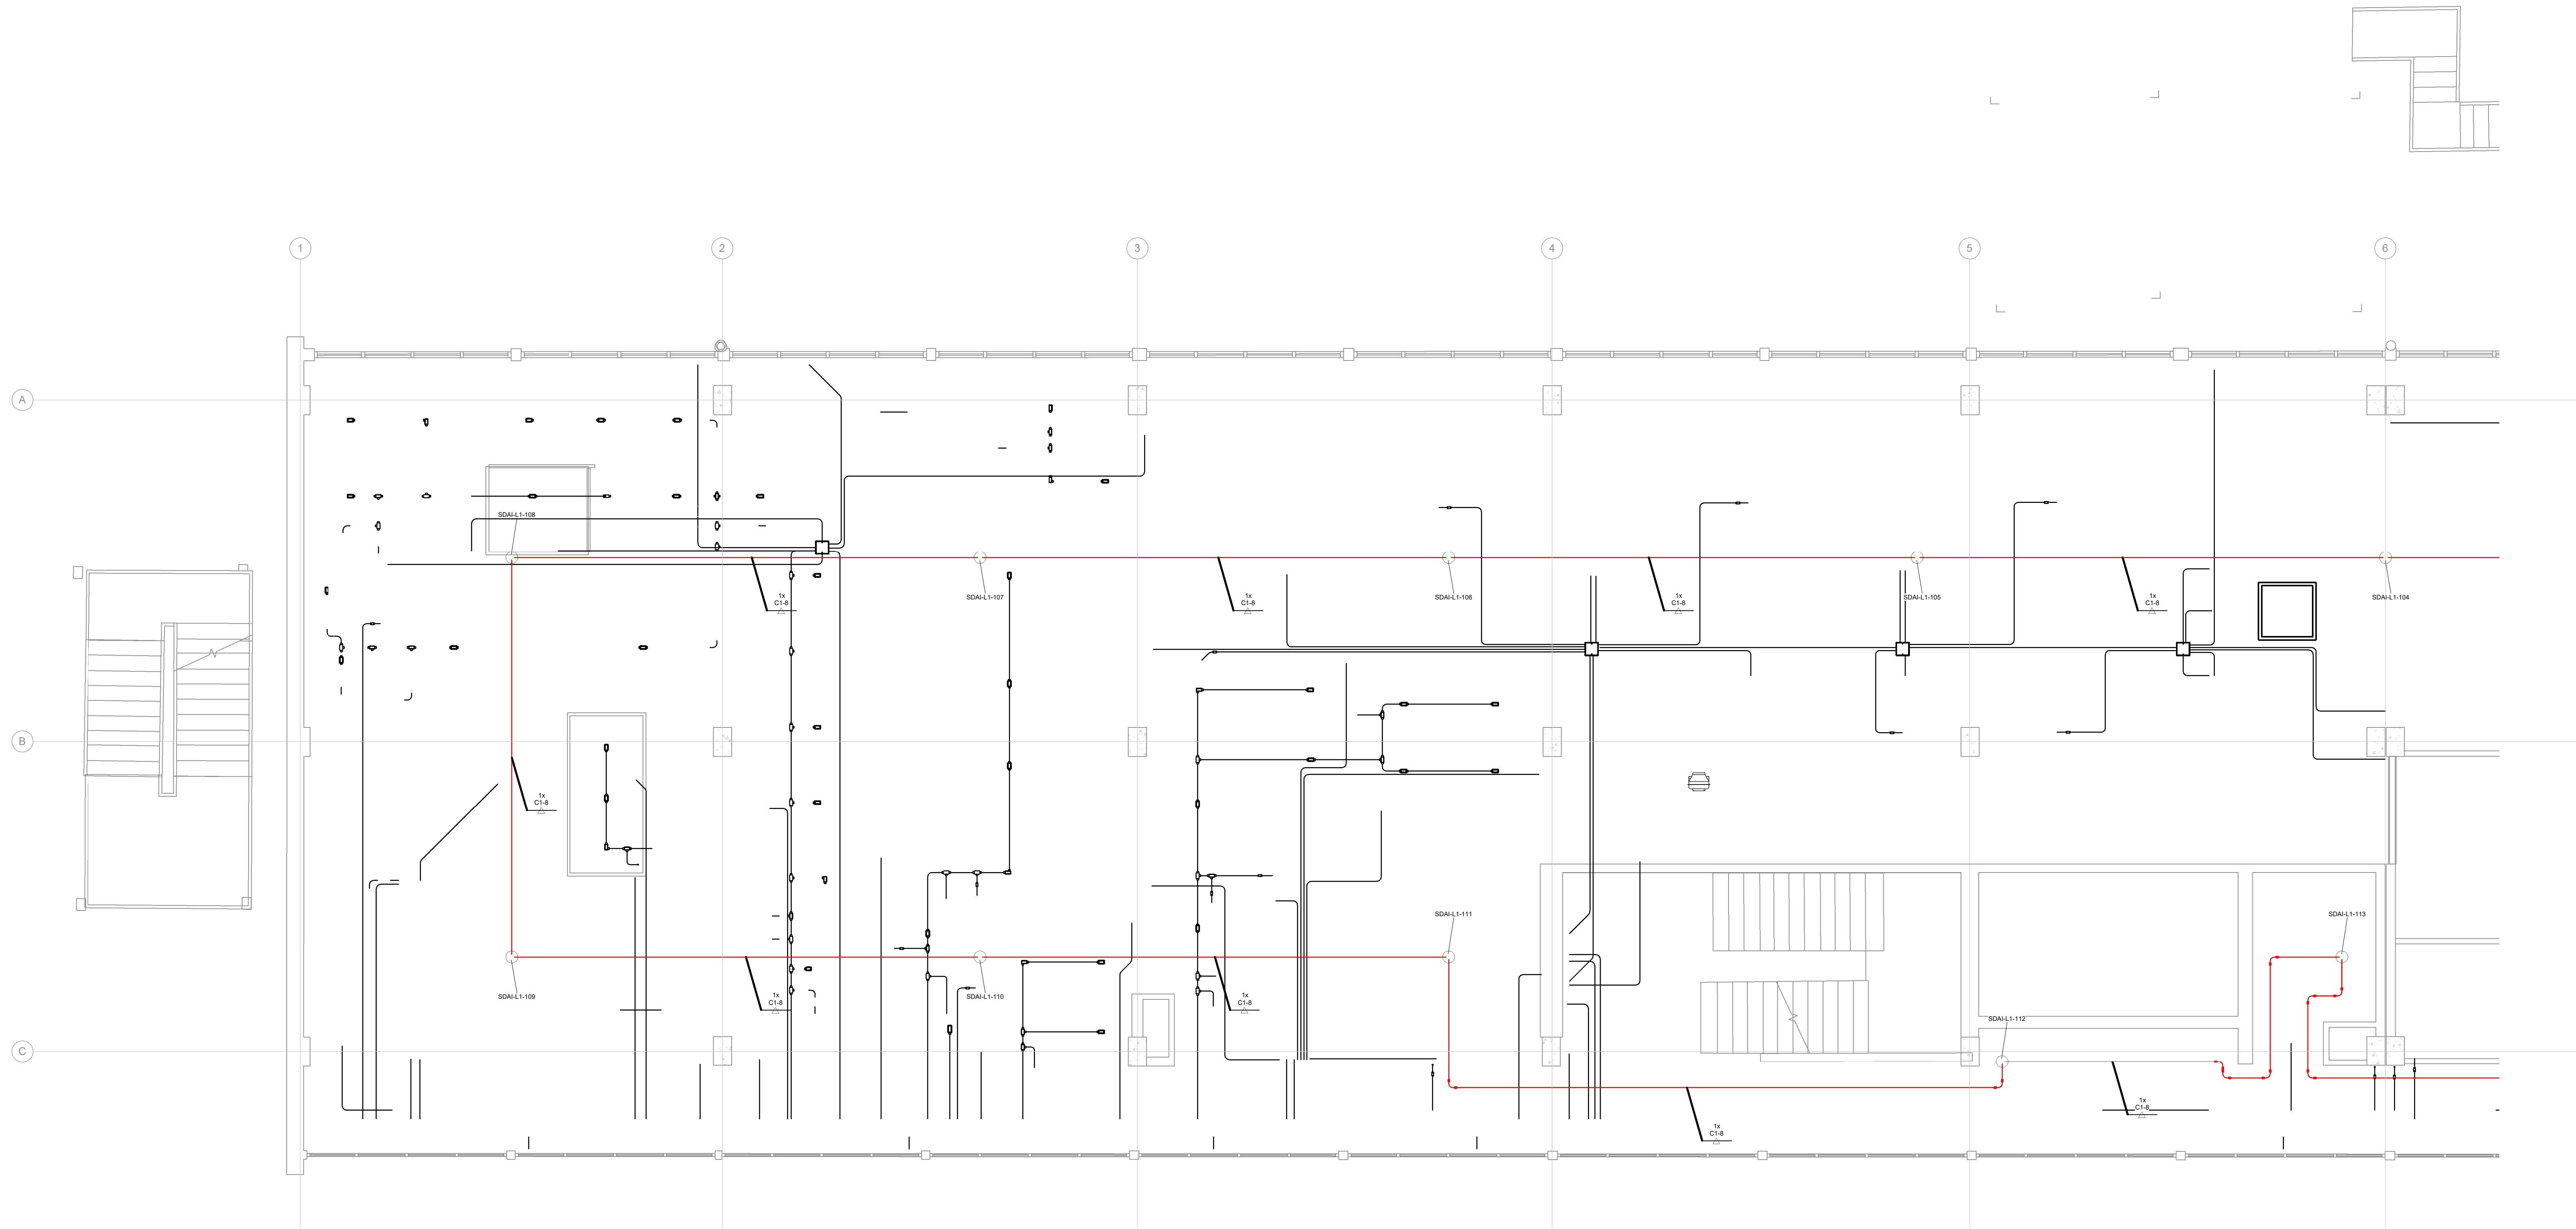 1
2
3
4
5
6
A
SDAI-L1-108
1x
C1-8
1x
C1-8
1x
C1-8
1x
C1-8
SDAI-L1-107
SDAI-L1-106
SDAI-L1-105
SDAI-L1-104
B
1x
C1-8
SDAI-L1-111
SDAI-L1-113
SDAI-L1-109
1x
C1-8
SDAI-L1-110
1x
C1-8
SDAI-L1-112
C
1x
C1-8
1x
C1-8